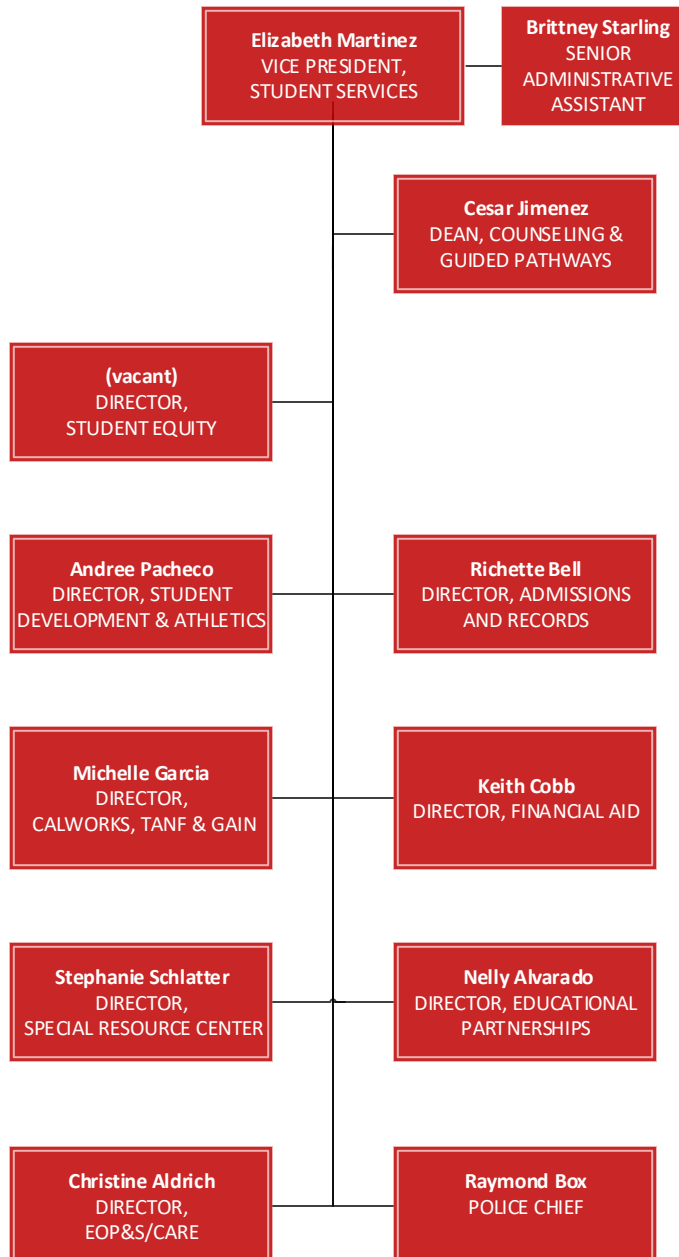 Elizabeth Martinez
VICE PRESIDENT,
STUDENT SERVICES
Brittney Starling
SENIOR
ADMINISTRATIVE
ASSISTANT
Cesar Jimenez
DEAN, COUNSELING &
GUIDED PATHWAYS
(vacant)
DIRECTOR,
STUDENT EQUITY
Andree Pacheco
DIRECTOR, STUDENT
DEVELOPMENT & ATHLETICS
Richette Bell
DIRECTOR, ADMISSIONS
AND RECORDS
Michelle Garcia
DIRECTOR,
CALWORKS, TANF & GAIN
Keith Cobb
DIRECTOR, FINANCIAL AID
Stephanie Schlatter
DIRECTOR,
SPECIAL RESOURCE CENTER
Nelly Alvarado
DIRECTOR, EDUCATIONAL
PARTNERSHIPS
Christine Aldrich
DIRECTOR,
EOP&S/CARE
Raymond Box
POLICE CHIEF